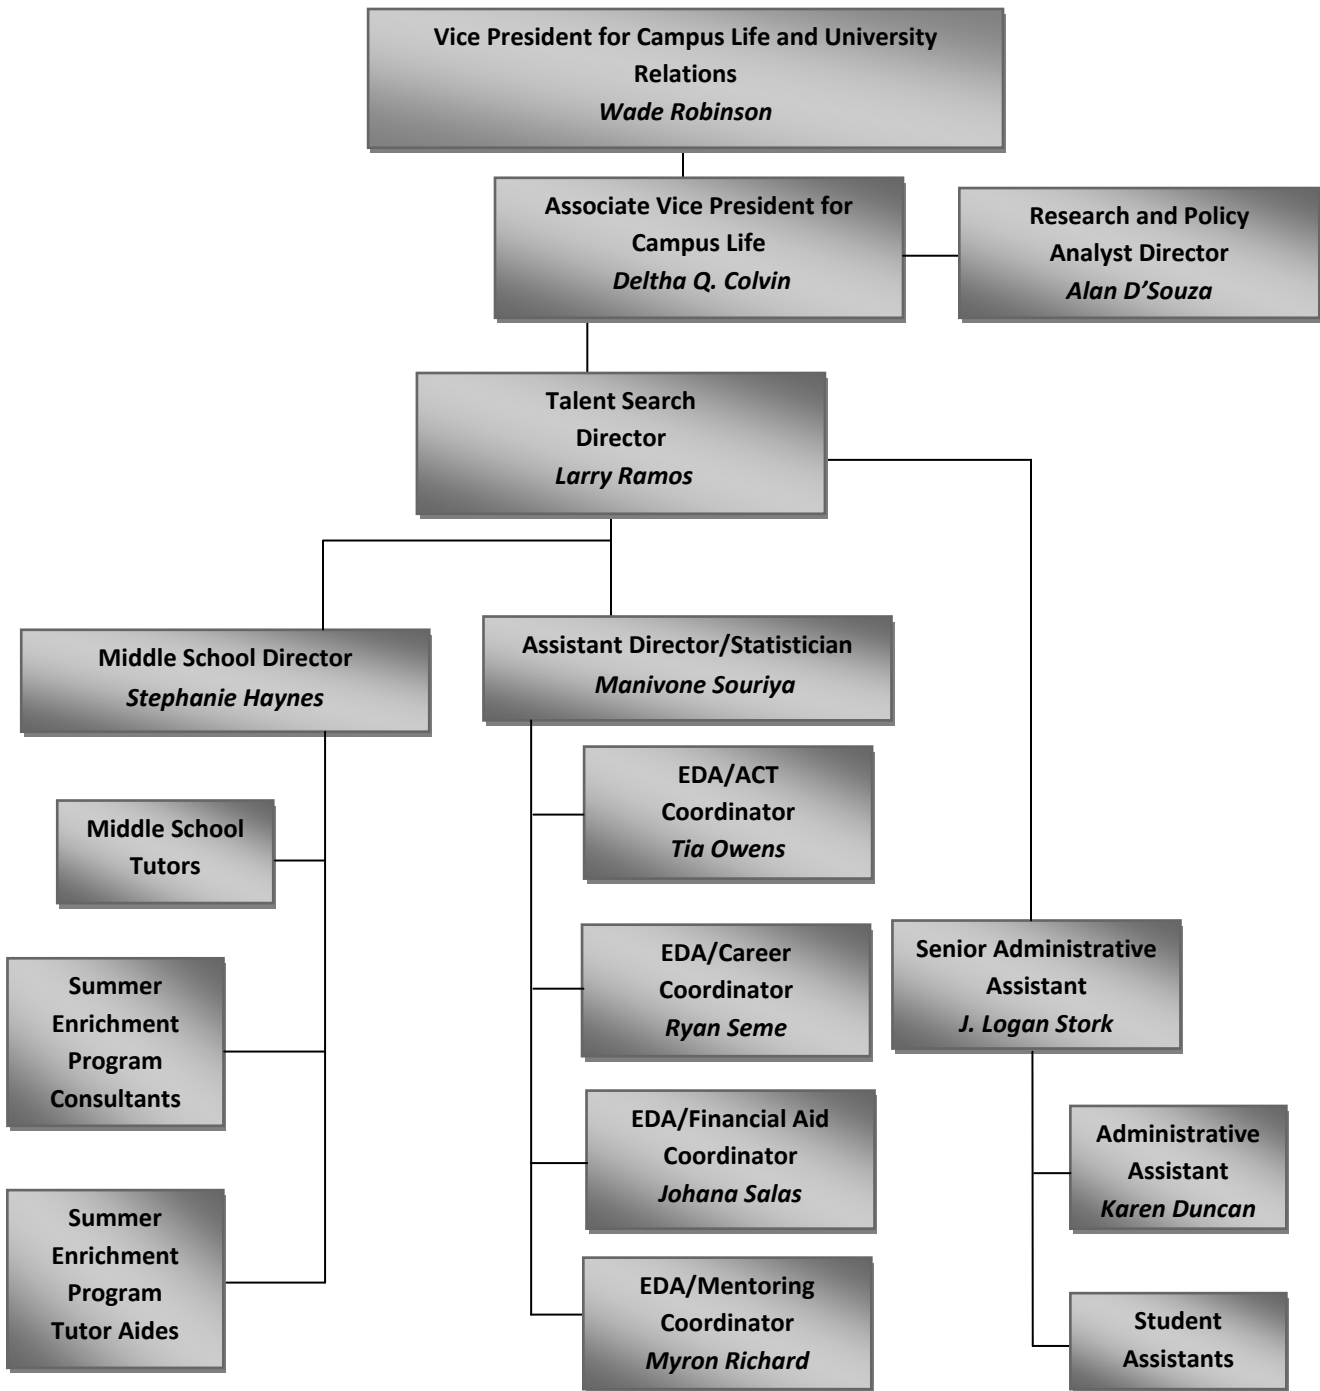 Vice President for Campus Life and University
Relations
Wade Robinson
Associate Vice President for
Campus Life
Deltha Q. Colvin
Research and Policy
Analyst Director
Alan D’Souza
Talent Search
Director
Larry Ramos
Middle School Director
Stephanie Haynes
Assistant Director/Statistician
Manivone Souriya
Middle School
Tutors
Summer
Enrichment
Program
Consultants
Summer
Enrichment
Program
Tutor Aides
EDA/ACT
Coordinator
Tia Owens
EDA/Career
Coordinator
Ryan Seme
EDA/Financial Aid
Coordinator
Johana Salas
EDA/Mentoring
Coordinator
Myron Richard
Senior Administrative
Assistant
J. Logan Stork
Administrative
Assistant
Karen Duncan
Student
Assistants